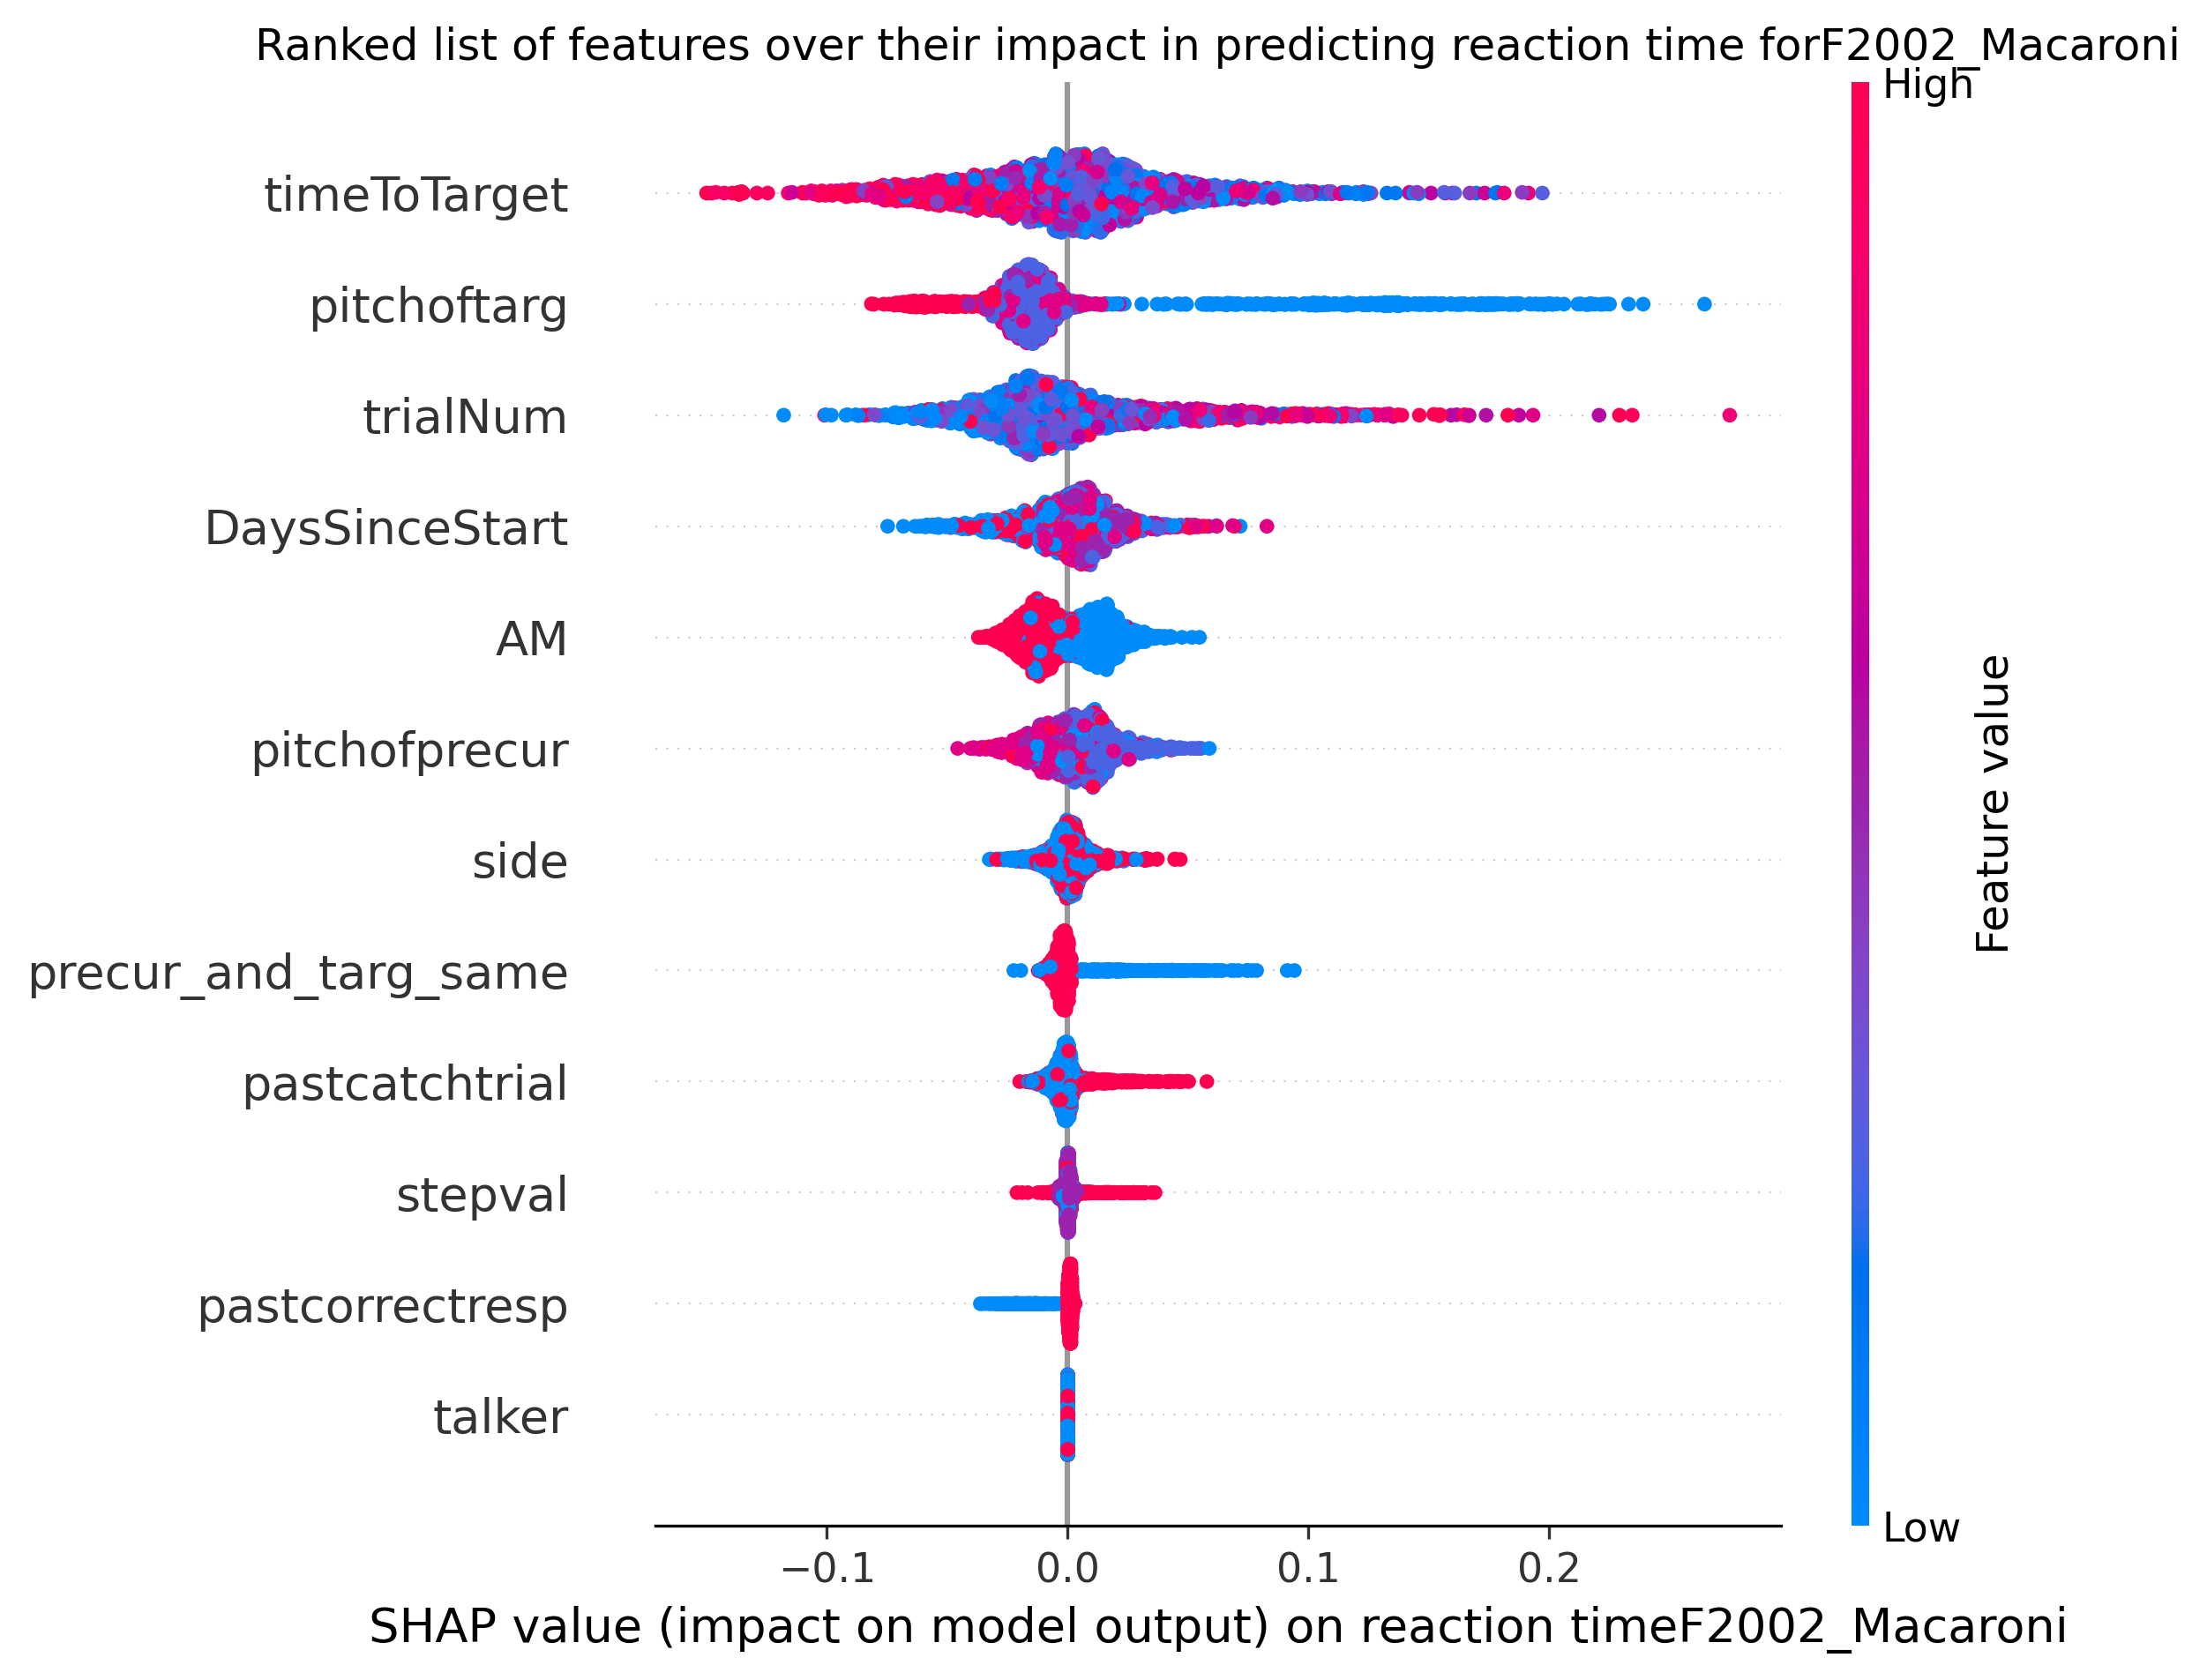 Ranked list of features over their impact in predicting reaction time forF2002_Macaroni
High
timeToTarget
pitchoftarg
trialNum
DaysSinceStart
AM
pitchofprecur
side
precur_and_targ_same
pastcatchtrial
stepval
pastcorrectresp
talker
Feature value
Low
−0.1 0.0 0.1 0.2
SHAP value (impact on model output) on reaction timeF2002_Macaroni